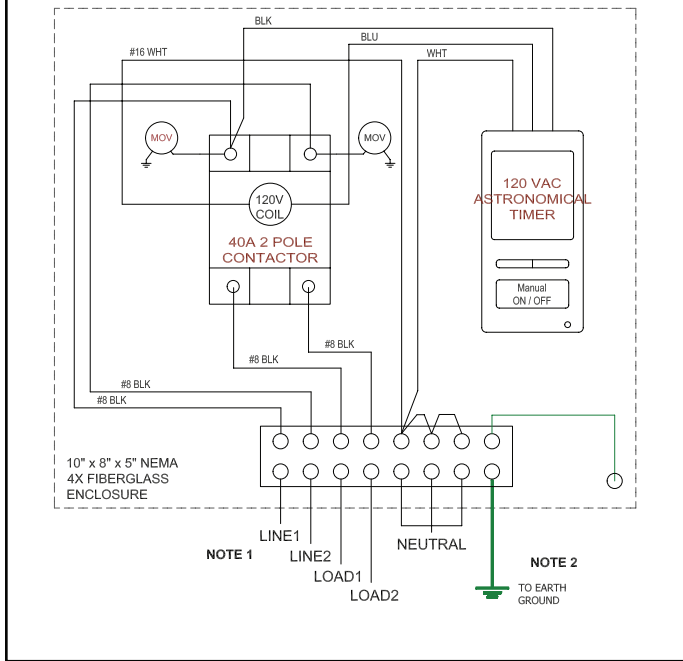 BLK
BLU
#16 WHT
WHT
MOV
MOV
120V
COIL
40A 2 POLE
CONTACTOR
120 VAC
ASTRONOMICAL
TIMER
Manual
ON / OFF
#8 BLK
#8 BLK
#8 BLK
#8 BLK
10" x 8" x 5" NEMA
4X FIBERGLASS
ENCLOSURE
NOTE 1
LINE1
LINE2
LOAD1
LOAD2
NEUTRAL
NOTE 2
TO EARTH
GROUND